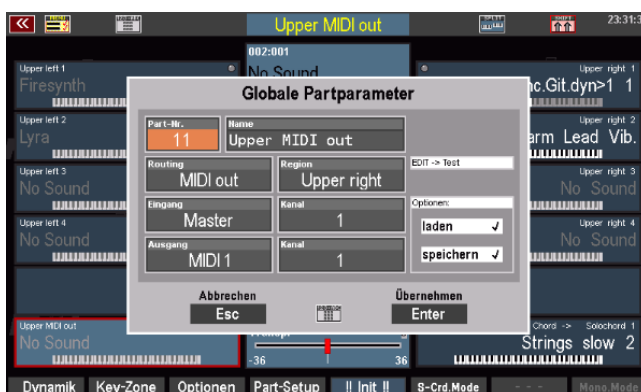 Upper MIDI out
23:31:3
002:001
No Sound
Upper left 1
Firesynth
Upper right 1
nc.Git.dyn>1 1
Upper left 2
Lyra
Upper right 2
arm Lead Vib.
Upper left 3
No Sound
Upper right 3
No Sound
Upper left 4
No Sound
Upper right 4
No Sound
Globale Partparameter
Part-Nr.
11
Name
Upper MIDI out
Routing
MIDI out
Region
Upper right
EDIT -> Test
Eingang
Master
Kanal
1
Optionen:
laden
speichern
Ausgang
MIDI 1
Kanal
1
Abbrechen
Esc
Übernehmen
Enter
Upper MIDI out
No Sound
-36
36
Chord -> Solochord 1
Strings slow 2
Dynamik Key-Zone Optionen Part-Setup !! Init !! S-Crd.Mode - - - Mono.Mode